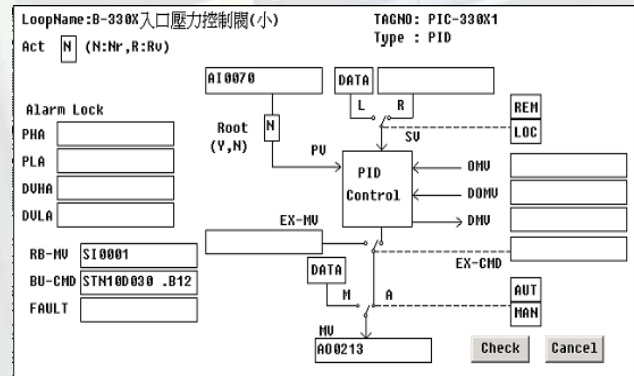 LoopName:B-330X入口壓力控制閥(小)
TAGNO: PIC-330X1
Act N (N:Nr,R:Rv)
Type : PID
AI0070
DATA
L R
REM
LOC
Alarm Lock
Root N
(Y,N)
SV
PV
PHA
PLA
DVHA
DVLA
PID
Control
OMV
DOMV
DMV
EX-MV
EX-CMD
RB-MV SI0001
BU-CMD STN10D030 .B12
FAULT
DATA
M A
AUT
MAN
MV
AO0213
Check
Cancel